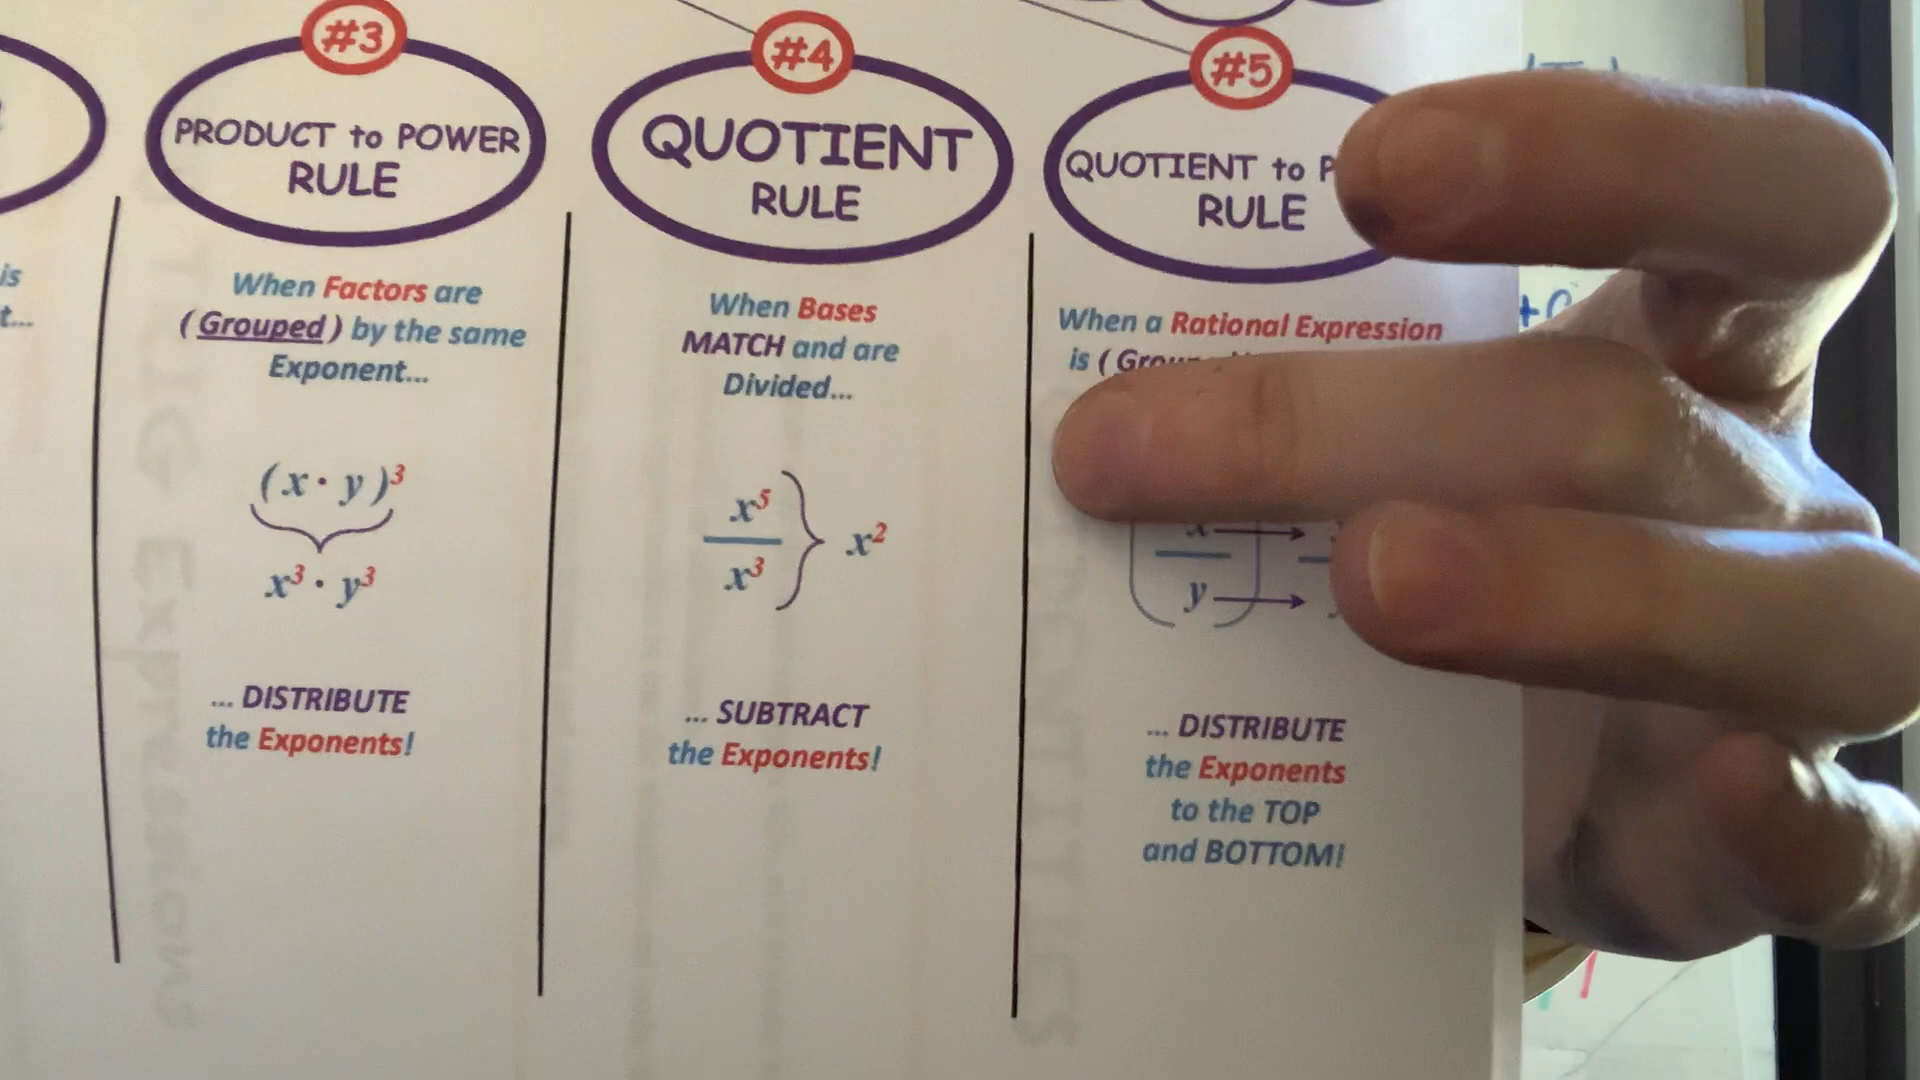 #3
PRODUCT to POWER
RULE
When Factors are
(Grouped) by the same
Exponent...
(x · y)³
x³ · y³
... DISTRIBUTE
the Exponents!
#4
QUOTIENT
RULE
When Bases
MATCH and are
Divided...
x⁵
x³
x²
... SUBTRACT
the Exponents!
#5
QUOTIENT to P
RULE
When a Rational Expression
is (
x
y
... DISTRIBUTE
the Exponents
to the TOP
and BOTTOM!
is
t...